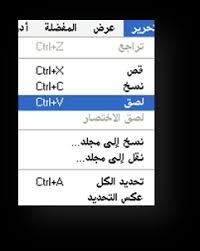 تحرير عرض المفضلة
تراجع Ctrl+Z
قص Ctrl+X
نسخ Ctrl+C
لصق Ctrl+V
لصق الاختصار
نسخ إلى مجلد...
نقل إلى مجلد...
تحديد الكل Ctrl+A
عكس التحديد